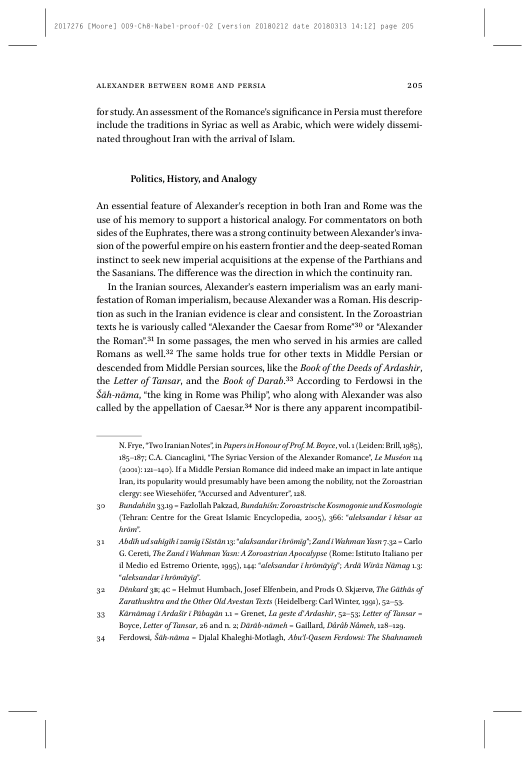 2017276 [Moore] 009-Ch8-Nabel-proof-02 [version 20180212 date 20180313 14:12] page 205
ALEXANDER BETWEEN ROME AND PERSIA 205
for study. An assessment of the Romance’s significance in Persia must therefore
include the traditions in Syriac as well as Arabic, which were widely dissemi-
nated throughout Iran with the arrival of Islam.
Politics, History, and Analogy
An essential feature of Alexander’s reception in both Iran and Rome was the
use of his memory to support a historical analogy. For commentators on both
sides of the Euphrates, there was a strong continuity between Alexander’s inva-
sion of the powerful empire on his eastern frontier and the deep-seated Roman
instinct to seek new imperial acquisitions at the expense of the Parthians and
the Sasanians. The difference was the direction in which the continuity ran.
In the Iranian sources, Alexander’s eastern imperialism was an early mani-
festation of Roman imperialism, because Alexander was a Roman. His descrip-
tion as such in the Iranian evidence is clear and consistent. In the Zoroastrian
texts he is variously called “Alexander the Caesar from Rome”30 or “Alexander
the Roman”.31 In some passages, the men who served in his armies are called
Romans as well.32 The same holds true for other texts in Middle Persian or
descended from Middle Persian sources, like the Book of the Deeds of Ardashir,
the Letter of Tansar, and the Book of Darab.33 According to Ferdowsi in the
Šāh-nāma, “the king in Rome was Philip”, who along with Alexander was also
called by the appellation of Caesar.34 Nor is there any apparent incompatibil-
N. Frye, “Two Iranian Notes”, in Papers in Honour of Prof. M. Boyce, vol. 1 (Leiden: Brill, 1985),
185–187; C.A. Ciancaglini, “The Syriac Version of the Alexander Romance”, Le Muséon 114
(2001): 121–140). If a Middle Persian Romance did indeed make an impact in late antique
Iran, its popularity would presumably have been among the nobility, not the Zoroastrian
clergy: see Wiesehöfer, “Accursed and Adventurer”, 128.
30 Bundahišn 33.19 = Fazlollah Pakzad, Bundahišn: Zoroastrische Kosmogonie und Kosmologie
(Tehran: Centre for the Great Islamic Encyclopedia, 2005), 366: “aleksandar i kēsar az
hrōm”.
31 Abdīh ud sahīgīh ī zamīg ī Sīstān 13: “alaksandar ī hrōmīg”; Zand ī Wahman Yasn 7.32 = Carlo
G. Cereti, The Zand ī Wahman Yasn: A Zoroastrian Apocalypse (Rome: Istituto Italiano per
il Medio ed Estremo Oriente, 1995), 144: “aleksandar ī hrōmāyīg”; Ardā Wirāz Nāmag 1.3:
“aleksandar ī hrōmāyīg”.
32 Dēnkard 3B; 4C = Helmut Humbach, Josef Elfenbein, and Prods O. Skjærvø, The Gāthās of
Zarathushtra and the Other Old Avestan Texts (Heidelberg: Carl Winter, 1991), 52–53.
33 Kārnāmag ī Ardašīr ī Pābagān 1.1 = Grenet, La geste d’Ardashir, 52–53; Letter of Tansar =
Boyce, Letter of Tansar, 26 and n. 2; Dārāb-nāmeh = Gaillard, Dârâb Nâmeh, 128–129.
34 Ferdowsi, Šāh-nāma = Djalal Khaleghi-Motlagh, Abu’l-Qasem Ferdowsi: The Shahnameh